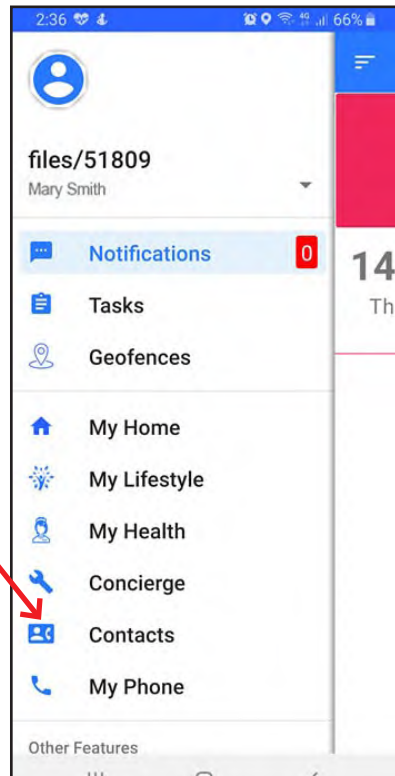 2:36 66%
files/51809
Mary Smith
Notifications 0
Tasks
Geofences
My Home
My Lifestyle
My Health
Concierge
Contacts
My Phone
Other Features
14
Th